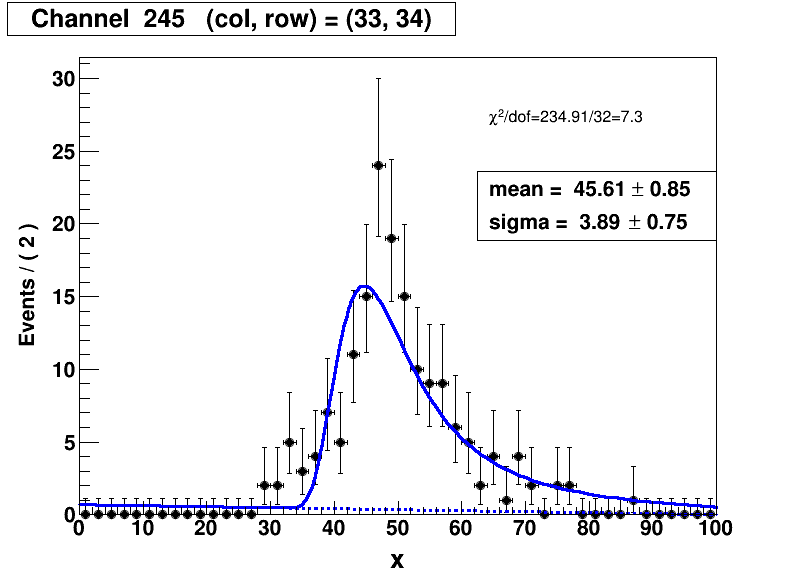 Channel 245 (col, row) = (33, 34)
χ²/dof=234.91/32=7.3
mean = 45.61 ± 0.85
sigma = 3.89 ± 0.75
Events / ( 2 )
30
25
20
15
10
5
0
0 10 20 30 40 50 60 70 80 90 100
x